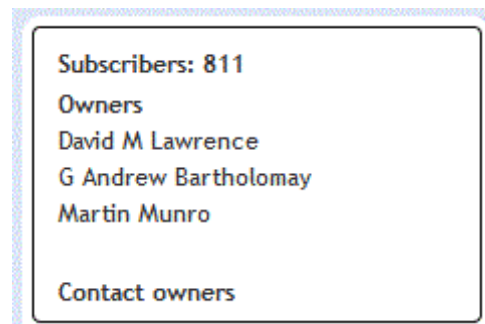 Subscribers: 811
Owners
David M Lawrence
G Andrew Bartholomay
Martin Munro
Contact owners